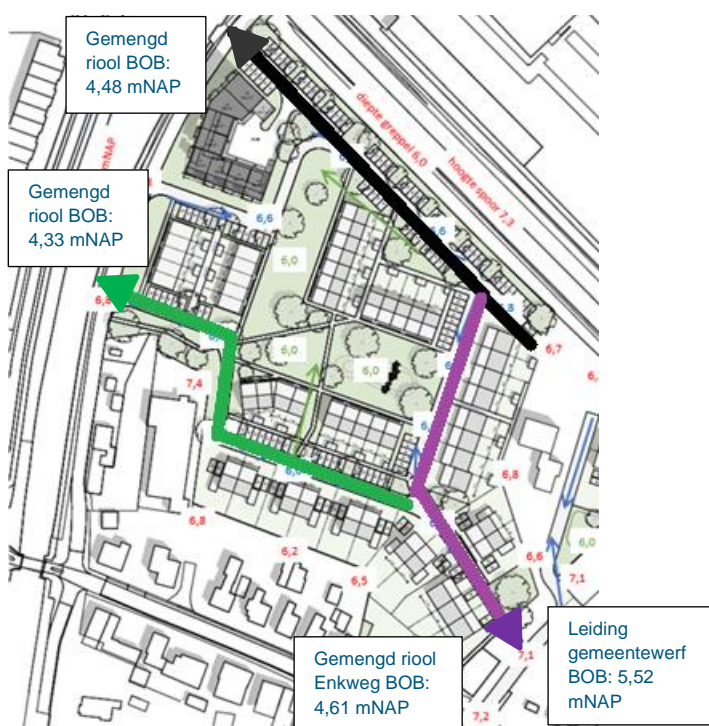 Gemengd
riool BOB:
4,48 mNAP
diepte greppel 6,0
hoogte spoor 7,3
mNAP
Gemengd
riool BOB:
4,33 mNAP
6,6
6,6
6,0
6,8
6,7
6,0
6,0
7,4
6,8
6,8
6,2
6,5
6,6
6,0
7,1
7,1
7,2
Gemengd riool
Enkweg BOB:
4,61 mNAP
Leiding
gemeentewerf
BOB: 5,52
mNAP